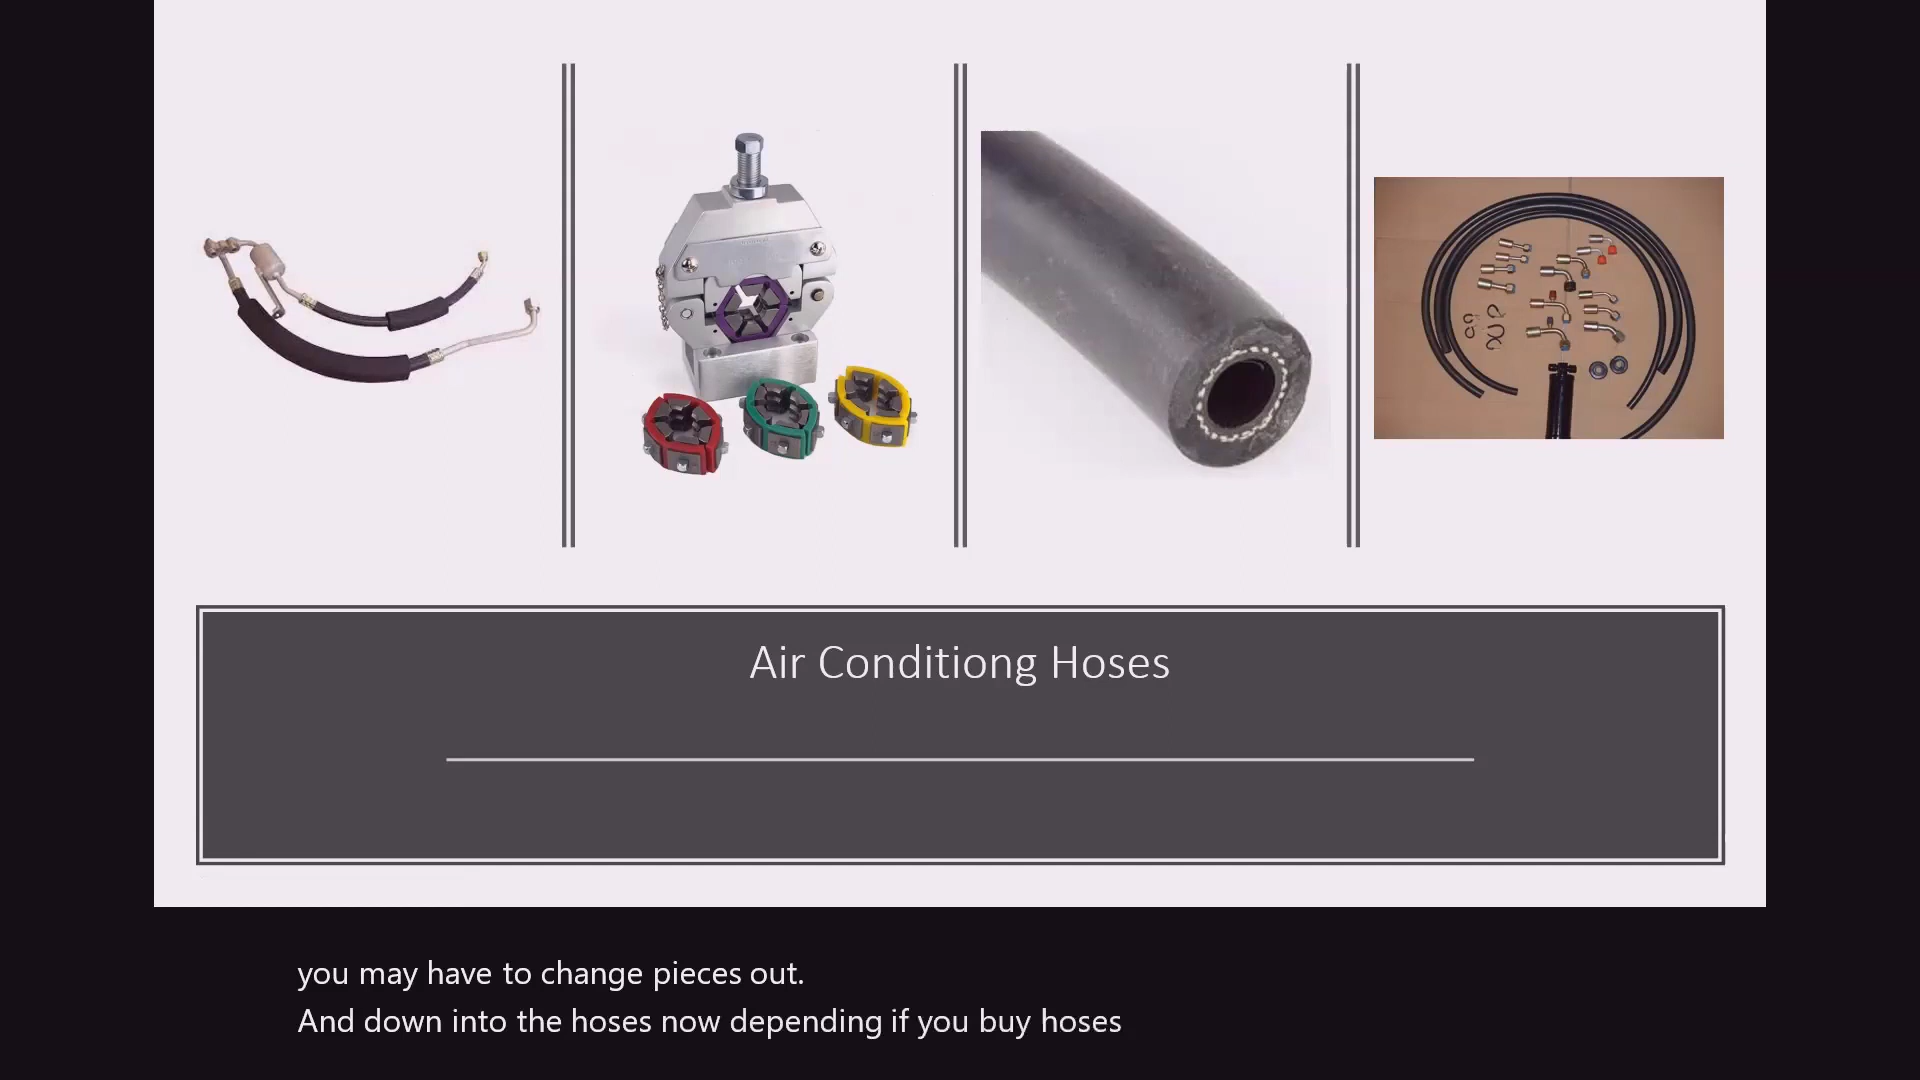 Air Conditiong Hoses
you may have to change pieces out.
And down into the hoses now depending if you buy hoses